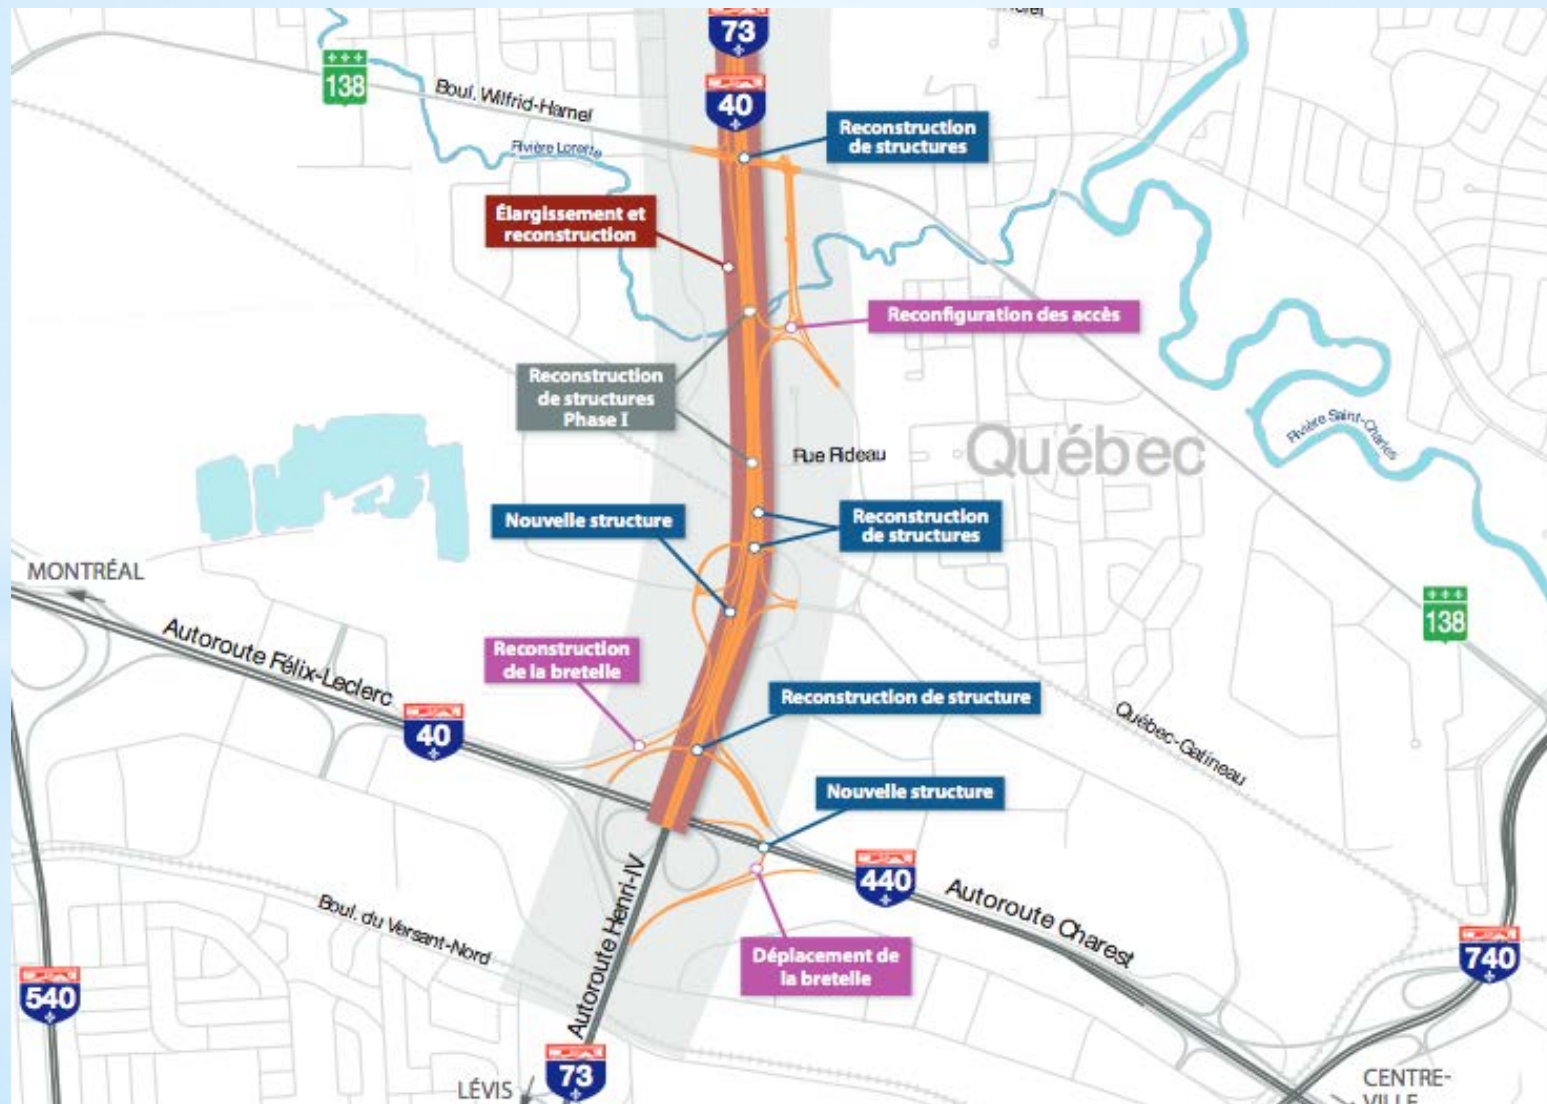 73
40
138
Boul. Wilfrid-Hamel
Rivière Lorette
Reconstruction
de structures
Élargissement et
reconstruction
Reconfiguration des accès
Reconstruction
de structures
Phase I
Rue Rideau
Québec
Rivière Saint-Charles
Nouvelle structure
Reconstruction
de structures
MONTRÉAL
Autoroute Félix-Leclerc
40
138
Reconstruction
de la bretelle
Reconstruction de structure
Québec-Gatineau
Nouvelle structure
440
Autoroute Charest
Boul. du Versant-Nord
Autoroute Henri-IV
Déplacement de
la bretelle
540
740
73
LÉVIS
CENTRE-
VILLE